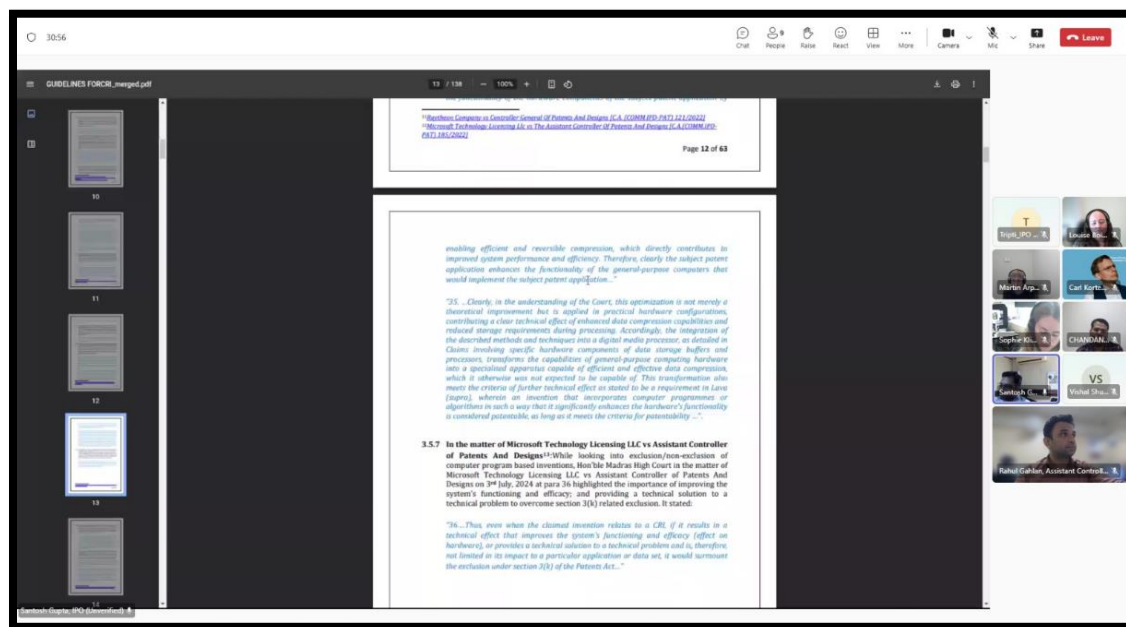 30:56
Chat
People
9
Raise
React
View
More
Camera
Mic
Share
Leave
GUIDELINES FORCRI_merged.pdf
13 / 138
100%
10
11
12
13
11Raytheon Company vs Controller General Of Patents And Designs [C.A. (COMM.IPD-PAT) 121/2022]
12Microsoft Technology Licensing Llc vs The Assistant Controller Of Patents And Designs [C.A.(COMM.IPD-
PAT) 185/2022]
Page 12 of 63
enabling efficient and reversible compression, which directly contributes to
improved system performance and efficiency. Therefore, clearly the subject patent
application enhances the functionality of the general-purpose computers that
would implement the subject patent application..."
"35. ...Clearly, in the understanding of the Court, this optimization is not merely a
theoretical improvement but is applied in practical hardware configurations,
contributing a clear technical effect of enhanced data compression capabilities and
reduced storage requirements during processing. Accordingly, the integration of
the described methods and techniques into a digital media processor, as detailed in
Claims involving specific hardware components of data storage buffers and
processors, transforms the capabilities of general-purpose computing hardware
into a specialised apparatus capable of efficient and effective data compression,
which it otherwise was not expected to be capable of. This transformation also
meets the criteria of further technical effect as stated to be a requirement in Lava
(supra), wherein an invention that incorporates computer programmes or
algorithms in such a way that it significantly enhances the hardware's functionality
is considered patentable, as long as it meets the criteria for patentability ...".
3.5.7 In the matter of Microsoft Technology Licensing LLC vs Assistant Controller
of Patents And Designs13:While looking into exclusion/non-exclusion of
computer program based inventions, Hon'ble Madras High Court in the matter of
Microsoft Technology Licensing LLC vs Assistant Controller of Patents And
Designs on 3rd July, 2024 at para 36 highlighted the importance of improving the
system's functioning and efficacy; and providing a technical solution to a
technical problem to overcome section 3(k) related exclusion. It stated:
"36 ...Thus, even when the claimed invention relates to a CRI, if it results in a
technical effect that improves the system's functioning and efficacy (effect on
hardware), or provides a technical solution to a technical problem and is, therefore,
not limited in its impact to a particular application or data set, it would surmount
the exclusion under section 3(k) of the Patents Act..."
T
Tripti_IPO ...
Louise Boi...
Martin Arp...
Carl Korte...
Sophie Kl...
CHANDAN...
Santosh G...
VS
Vishal Shu...
Rahul Gahlen, Assistant Controll...
Santosh Gupta, IPO (Unverified)